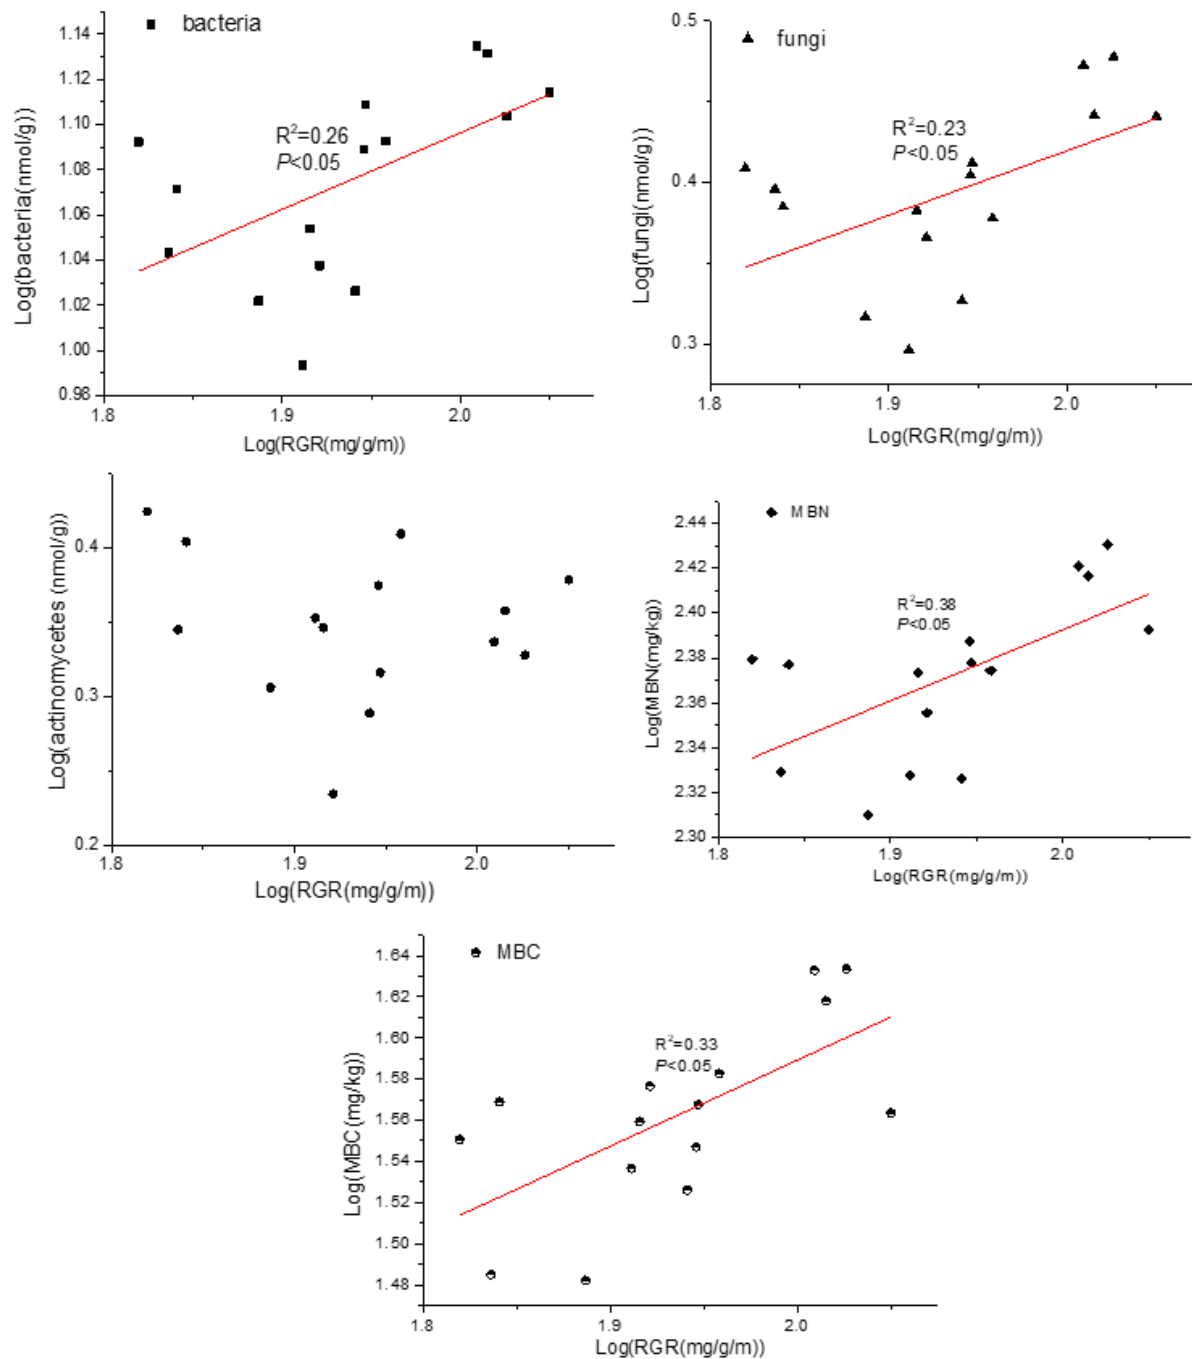 bacteria
1.14
1.12
1.10
1.08
1.06
1.04
1.02
1.00
0.98
Log(bacteria(nmol/g))
R²=0.26
P<0.05
1.8
1.9
2.0
Log(RGR(mg/g/m))
fungi
0.5
0.4
0.3
Log(fungi(nmol/g))
R²=0.23
P<0.05
1.8
1.9
2.0
Log(RGR(mg/g/m))
0.4
0.3
0.2
Log(actinomycetes (nmol/g))
1.8
1.9
2.0
Log(RGR(mg/g/m))
MBN
2.44
2.42
2.40
2.38
2.36
2.34
2.33
2.30
Log(MBN(mg/kg))
R²=0.38
P<0.05
1.8
1.9
2.0
Log(RGR(mg/g/m))
MBC
1.64
1.62
1.60
1.58
1.56
1.54
1.52
1.50
1.48
Log(MBC(mg/kg))
R²=0.33
P<0.05
1.8
1.9
2.0
Log(RGR(mg/g/m))